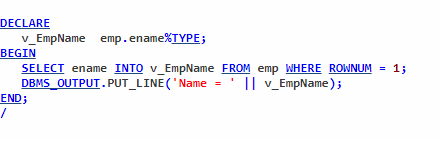 DECLARE
v_EmpName emp.ename%TYPE;
BEGIN
SELECT ename INTO v_EmpName FROM emp WHERE ROWNUM = 1;
DBMS_OUTPUT.PUT_LINE('Name = ' || v_EmpName);
END;
/